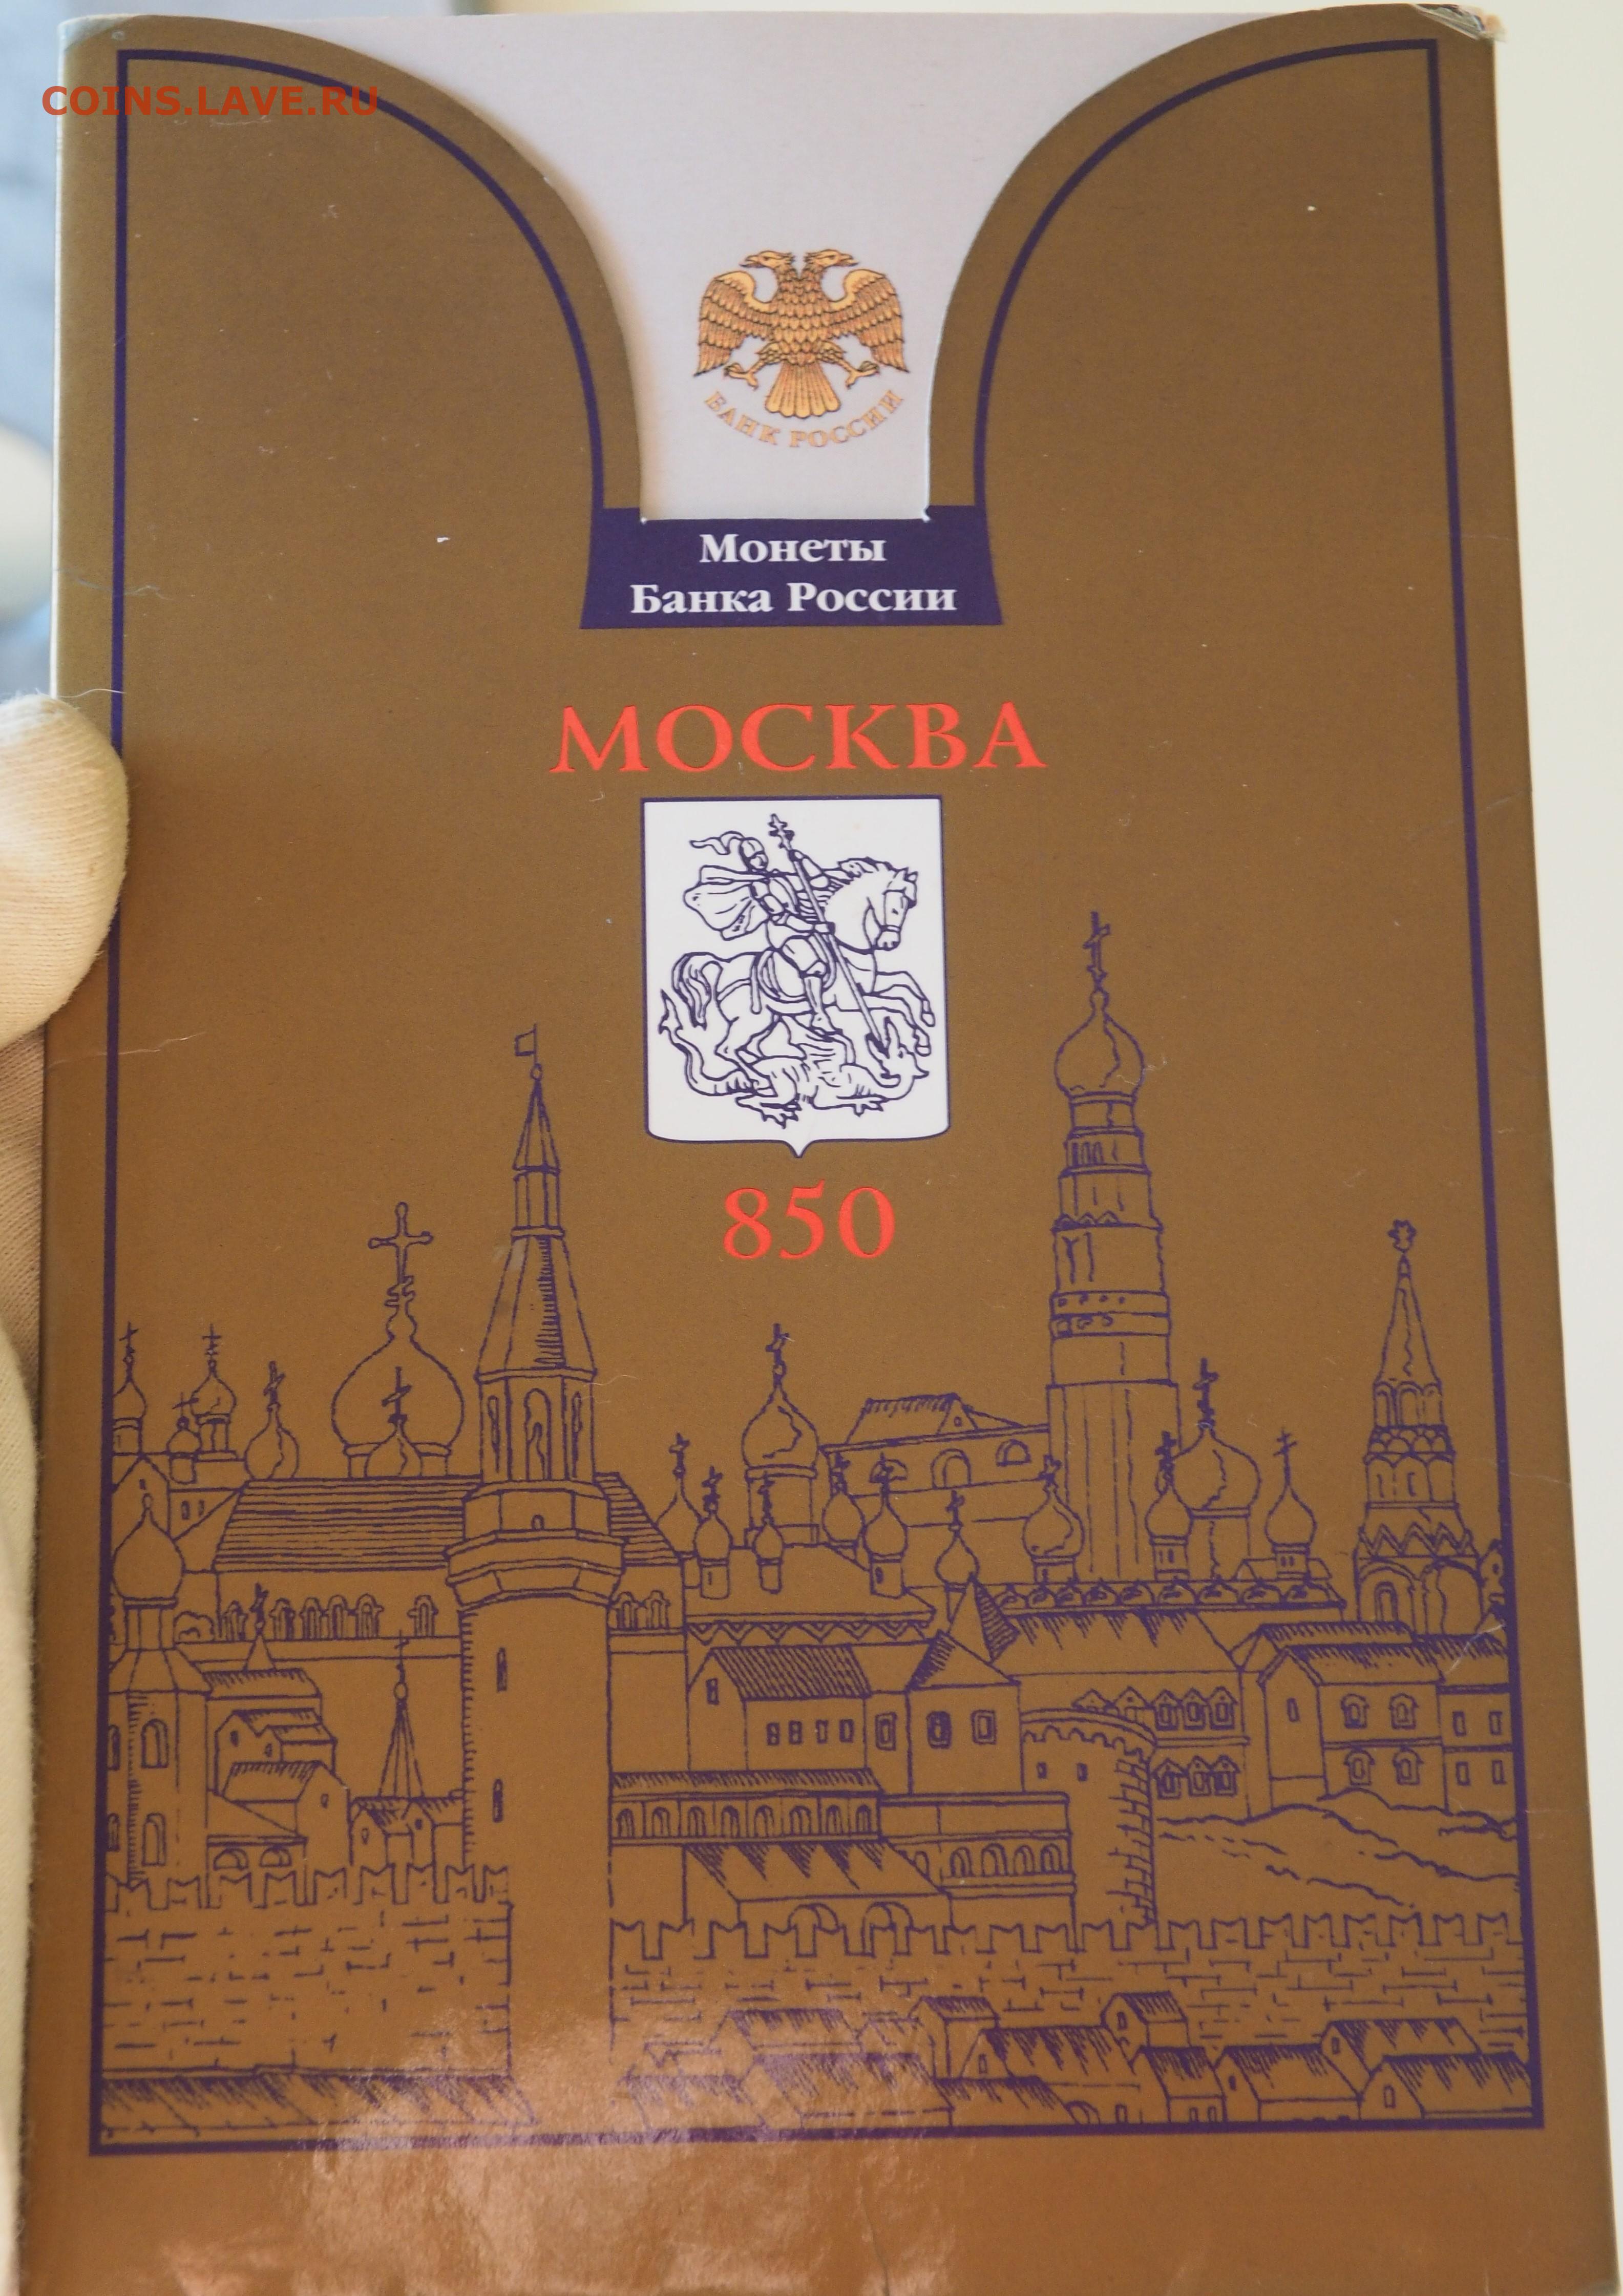 COINS.LAVE.RU
БАНК РОССИИ
Монеты
Банка России
МОСКВА
850